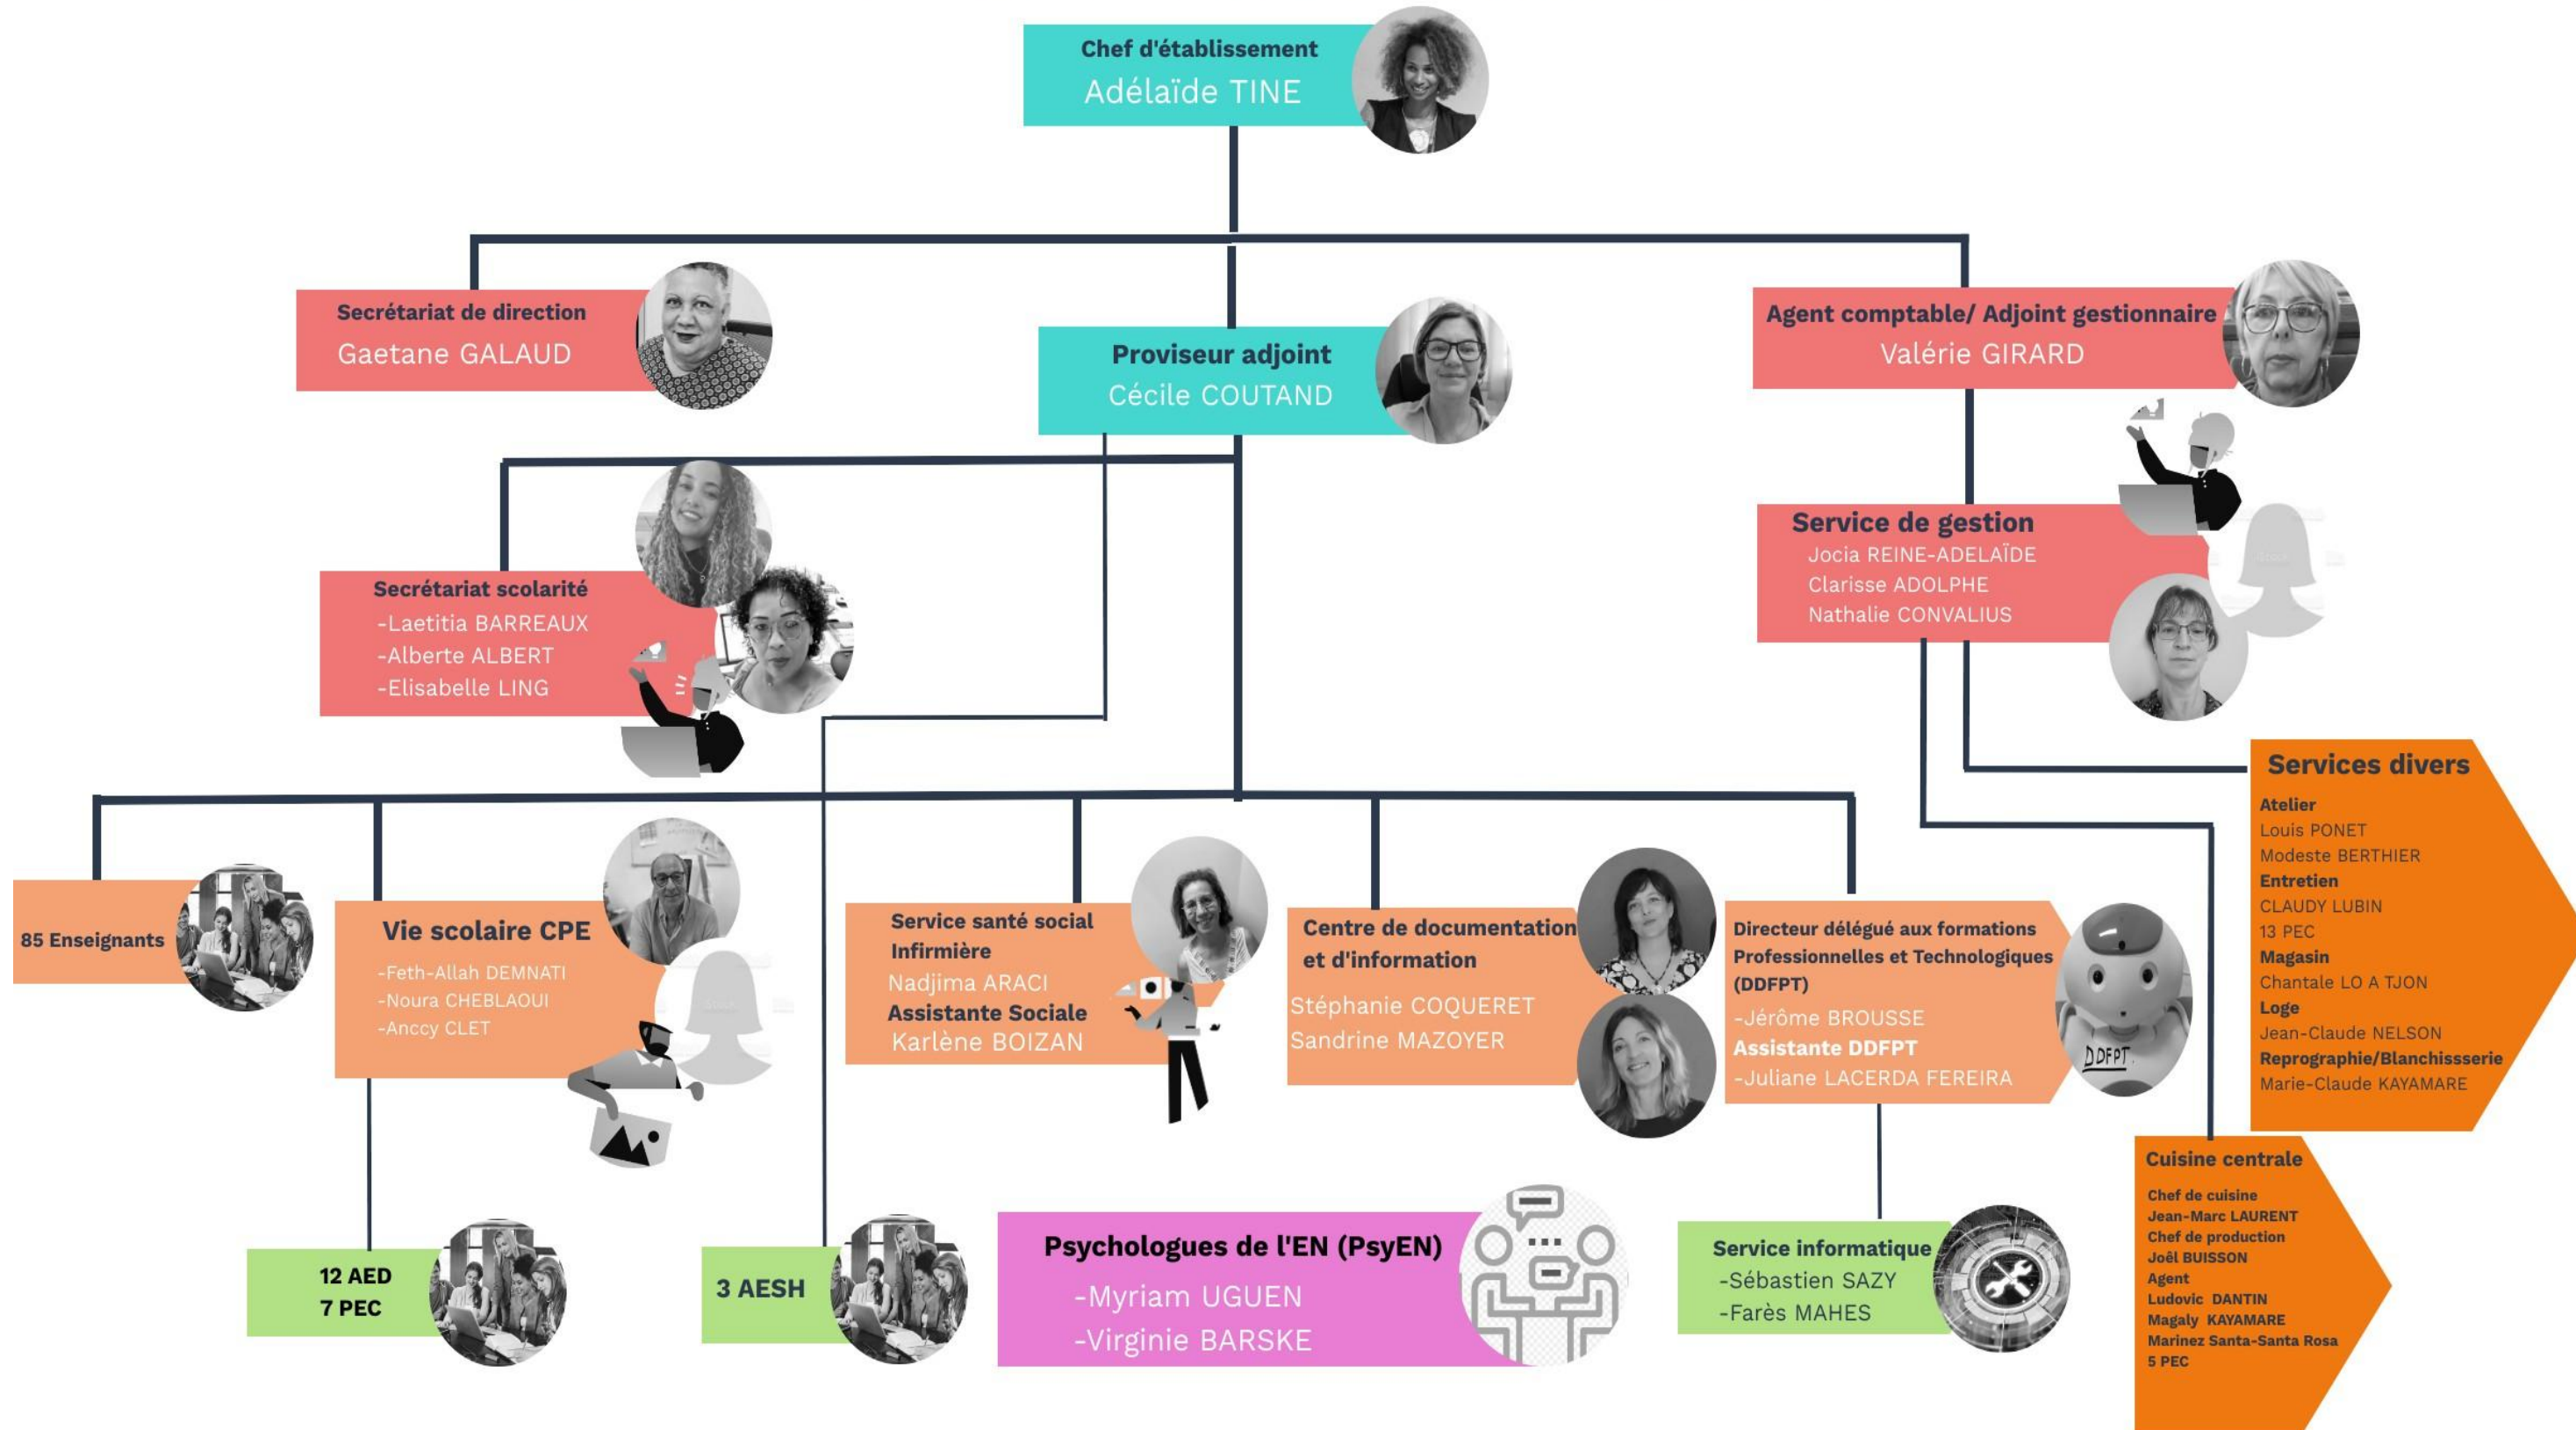 Chef d'établissement
Adélaïde TINE
Secrétariat de direction
Gaetane GALAUD
Proviseur adjoint
Cécile COUTAND
Agent comptable/ Adjoint gestionnaire
Valérie GIRARD
Secrétariat scolarité
-Laetitia BARREAUX
-Alberte ALBERT
-Elisabelle LING
Service de gestion
Jocia REINE-ADELAÏDE
Clarisse ADOLPHE
Nathalie CONVALIUS
85 Enseignants
Vie scolaire CPE
-Feth-Allah DEMNATI
-Noura CHEBLAOUI
-Anccy CLET
Service santé social
Infirmière
Nadjima ARACI
Assistante Sociale
Karlène BOIZAN
Centre de documentation
et d'information
Stéphanie COQUERET
Sandrine MAZOYER
Directeur délégué aux formations
Professionnelles et Technologiques
(DDFPT)
-Jérôme BROUSSE
Assistante DDFPT
-Juliane LACERDA FEREIRA
DDFPT.
Services divers
Atelier
Louis PONET
Modeste BERTHIER
Entretien
CLAUDY LUBIN
13 PEC
Magasin
Chantale LO A TJON
Loge
Jean-Claude NELSON
Reprographie/Blanchissserie
Marie-Claude KAYAMARE
12 AED
7 PEC
3 AESH
Psychologues de l'EN (PsyEN)
-Myriam UGUEN
-Virginie BARSKE
Service informatique
-Sébastien SAZY
-Farès MAHES
Cuisine centrale
Chef de cuisine
Jean-Marc LAURENT
Chef de production
Joêl BUISSON
Agent
Ludovic DANTIN
Magaly KAYAMARE
Marinez Santa-Santa Rosa
5 PEC